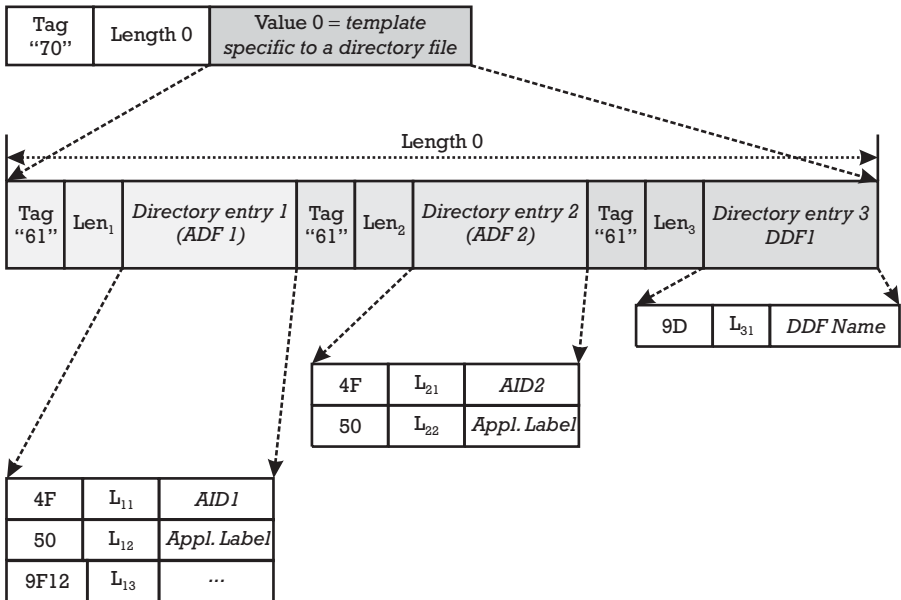 Tag
“70”
Length 0
Value 0 = template
specific to a directory file
Length 0
Tag
“61”
Len₁
Directory entry 1
(ADF 1)
Tag
“61”
Len₂
Directory entry 2
(ADF 2)
Tag
“61”
Len₃
Directory entry 3
DDF1
9D L₃₁ DDF Name
4F L₂₁ AID2
50 L₂₂ Appl. Label
4F L₁₁ AID1
50 L₁₂ Appl. Label
9F12 L₁₃ ...